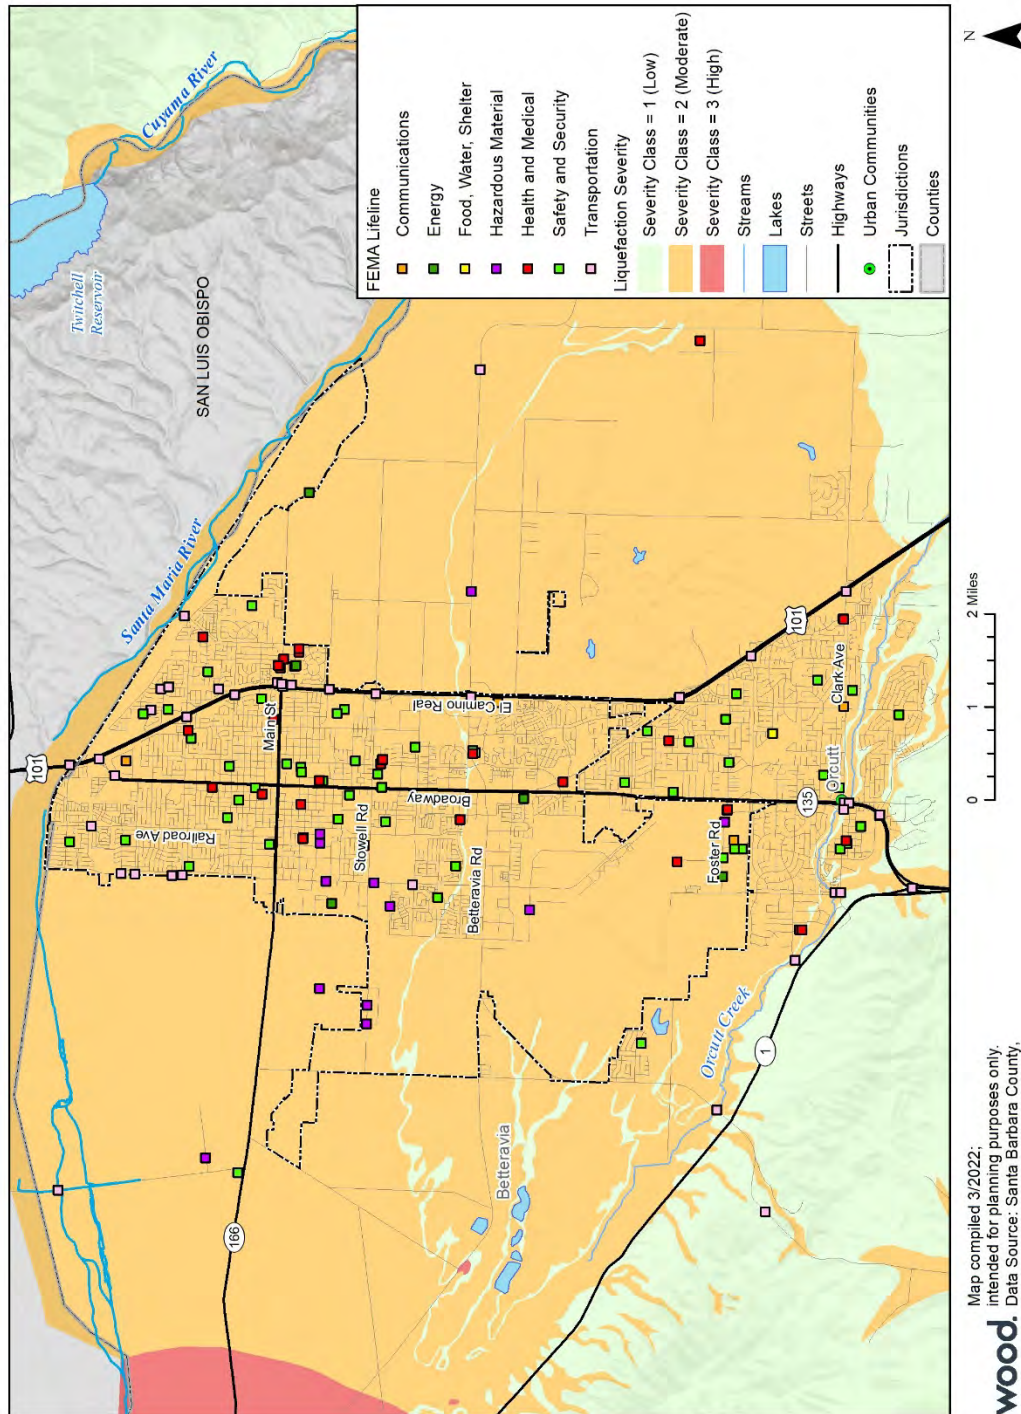 Cuyama River
Twitchell
Reservoir
SAN LUIS OBISPO
Santa Maria River
101
Main St
El Camino Real
Broadway
Railroad Ave
Stowell Rd
Betteravia Rd
166
Betteravia
101
Clark Ave
Orcutt
135
Foster Rd
Orcutt Creek
1
FEMA Lifeline
Communications
Energy
Food, Water, Shelter
Hazardous Material
Health and Medical
Safety and Security
Transportation
Liquefaction Severity
Severity Class = 1 (Low)
Severity Class = 2 (Moderate)
Severity Class = 3 (High)
Streams
Lakes
Streets
Highways
Urban Communities
Jurisdictions
Counties
N
0 1 2 Miles
wood.
Map compiled 3/2022;
intended for planning purposes only.
Data Source: Santa Barbara County,